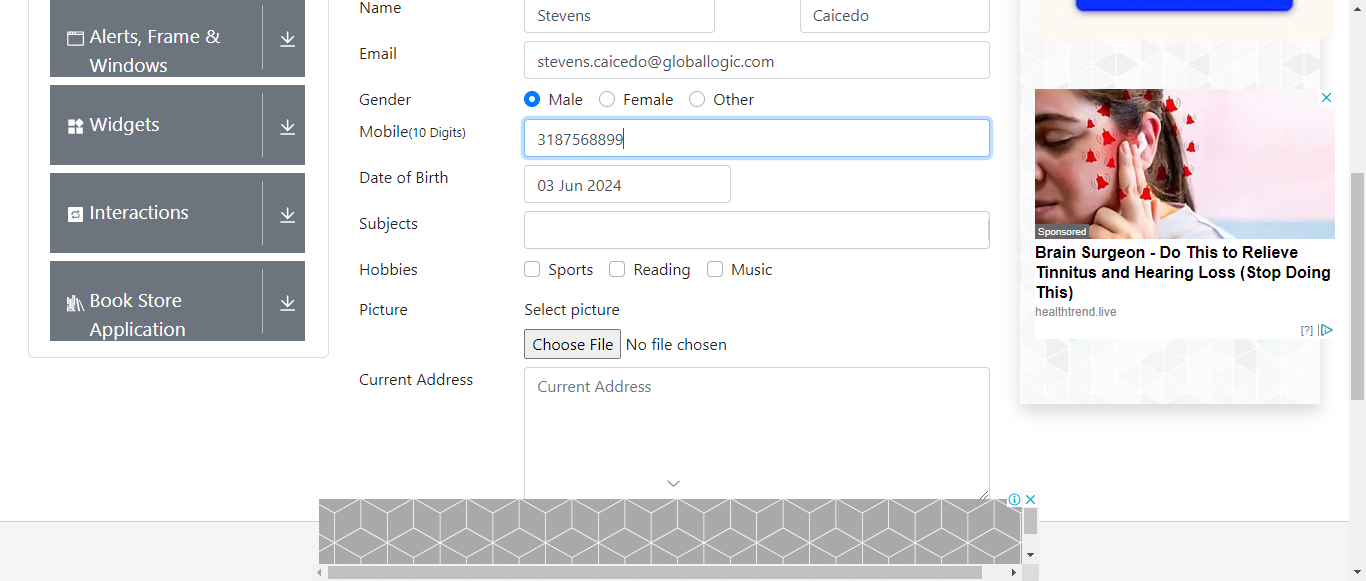 Alerts, Frame &
Windows
Widgets
Interactions
Book Store
Application
Name
Stevens
Caicedo
Email
stevens.caicedo@globallogic.com
Gender
Male Female Other
Mobile(10 Digits)
3187568899
Date of Birth
03 Jun 2024
Subjects
Hobbies
Sports Reading Music
Picture
Select picture
Choose File No file chosen
Current Address
Current Address
Sponsored
Brain Surgeon - Do This to Relieve
Tinnitus and Hearing Loss (Stop Doing
This)
healthtrend.live
[?]